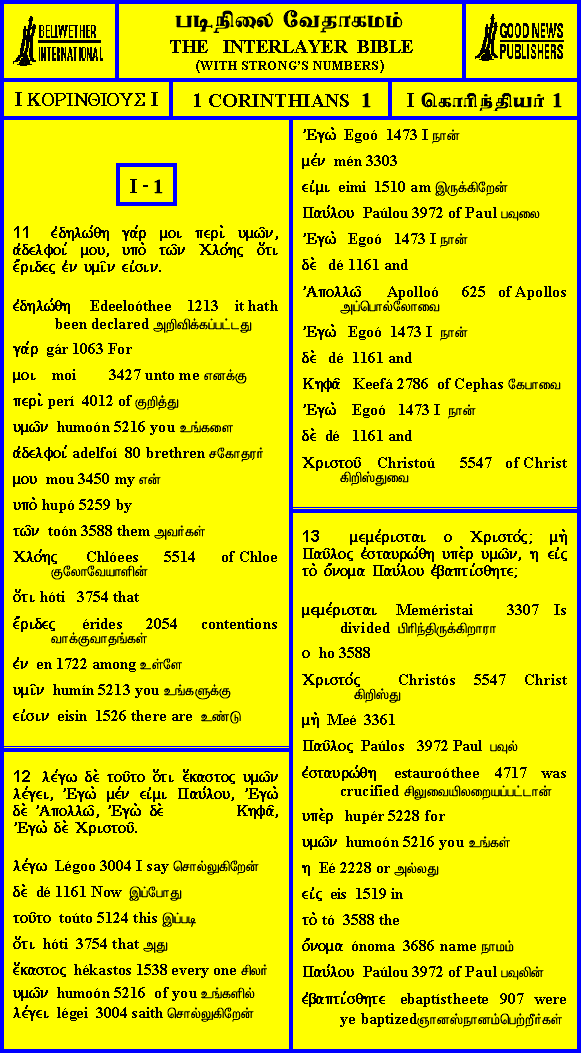 BELLWETHER
INTERNATIONAL
படிநிலை வேதாகமம்
THE INTERLAYER BIBLE
(WITH STRONG'S NUMBERS)
GOOD NEWS
PUBLISHERS
I ΚΟΡΙΝΘΙΟΥΣ I
1 CORINTHIANS 1
I கொரிந்தியர் 1
I - 1
11 ἐδηλώθη γάρ μοι περὶ υμῶν,
ἀδελφοί μου, υπὸ τῶν Χλόης ὅτι
ἔριδες ἐν υμῖν εἰσιν.
ἐδηλώθη Edeeloóthee 1213 it hath
been declared அறிவிக்கப்பட்டது
γάρ gár 1063 For
μοι moi 3427 unto me எனக்கு
περὶ perí 4012 of குறித்து
υμῶν humoón 5216 you உங்களை
ἀδελφοί adelfoí 80 brethren சகோதரர்
μου mou 3450 my என்
υπὸ hupó 5259 by
τῶν toón 3588 them அவர்கள்
Χλόης Chlóees 5514 of Chloe
குலோவேயாளின்
ὅτι hóti 3754 that
ἔριδες érides 2054 contentions
வாக்குவாதங்கள்
ἐν en 1722 among உள்ளே
υμῖν humín 5213 you உங்களுக்கு
εἰσιν eisin 1526 there are உண்டு
12 λέγω δὲ τοῦτο ὅτι ἕκαστος υμῶν
λέγει, Ἐγὼ μέν εἰμι Παύλου, Ἐγὼ
δὲ Ἀπολλῶ, Ἐγὼ δὲ Κηφᾶ,
Ἐγὼ δὲ Χριστοῦ.
λέγω Légoo 3004 I say சொல்லுகிறேன்
δὲ dé 1161 Now இப்போது
τοῦτο toúto 5124 this இப்படி
ὅτι hóti 3754 that அது
ἕκαστος hékastos 1538 every one சிலர்
υμῶν humoón 5216 of you உங்களில்
λέγει légei 3004 saith சொல்லுகிறேன்
Ἐγὼ Egoó 1473 I நான்
μέν mén 3303
εἰμι eimi 1510 am இருக்கிறேன்
Παύλου Paúlou 3972 of Paul பவுலை
Ἐγὼ Egoó 1473 I நான்
δὲ dé 1161 and
Ἀπολλῶ Apolloó 625 of Apollos
அப்பொல்லோவை
Ἐγὼ Egoó 1473 I நான்
δὲ dé 1161 and
Κηφᾶ Keefá 2786 of Cephas கேபாவை
Ἐγὼ Egoó 1473 I நான்
δὲ dé 1161 and
Χριστοῦ Christoú 5547 of Christ
கிறிஸ்துவை
13 μεμέρισται ο Χριστός; μὴ
Παῦλος ἐσταυρώθη υπὲρ υμῶν, η εἰς
τὸ ὄνομα Παύλου ἐβαπτίσθητε;
μεμέρισται Meméristai 3307 Is
divided பிரிந்திருக்கிறாரா
ο ho 3588
Χριστός Christós 5547 Christ
கிறிஸ்து
μὴ Meé 3361
Παῦλος Paúlos 3972 Paul பவுல்
ἐσταυρώθη estauroóthee 4717 was
crucified சிலுவையிலறையப்பட்டான்
υπὲρ hupér 5228 for
υμῶν humoón 5216 you உங்கள்
η Eé 2228 or அல்லது
εἰς eis 1519 in
τὸ tó 3588 the
ὄνομα ónoma 3686 name நாமம்
Παύλου Paúlou 3972 of Paul பவுலின்
ἐβαπτίσθητε ebaptístheete 907 were
ye baptizedஞானஸ்நானம்பெற்றீர்கள்